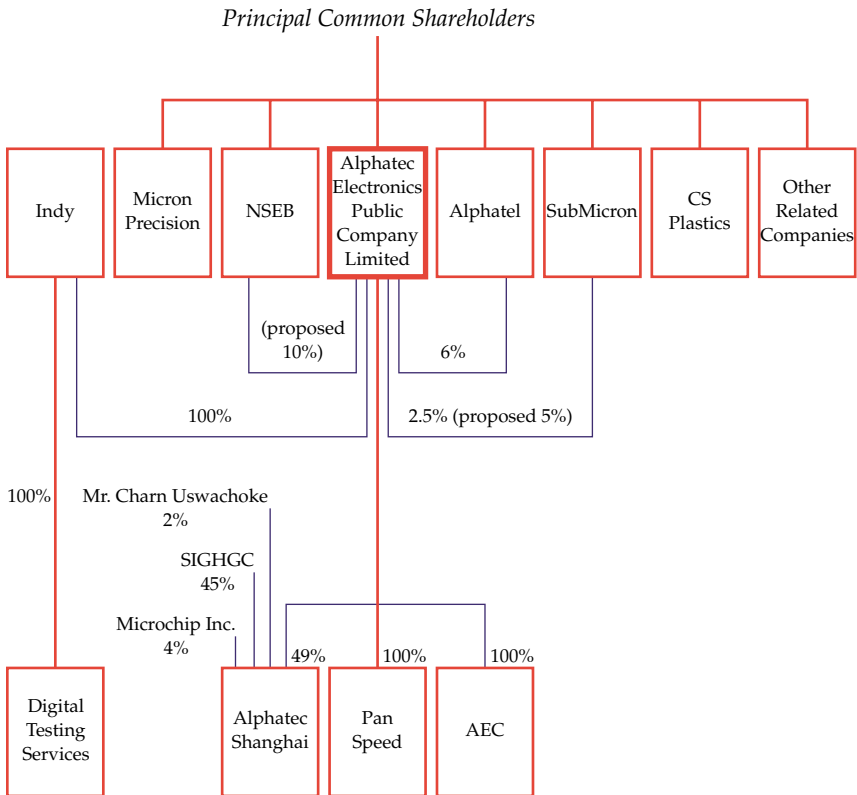 Principal Common Shareholders
Indy
Micron
Precision
NSEB
Alphatec
Electronics
Public
Company
Limited
Alphatel
SubMicron
CS
Plastics
Other
Related
Companies
(proposed
10%)
6%
100%
2.5% (proposed 5%)
100%
Mr. Charn Uswachoke
2%
SIGHGC
45%
Microchip Inc.
4%
49%
100%
100%
Digital
Testing
Services
Alphatec
Shanghai
Pan
Speed
AEC